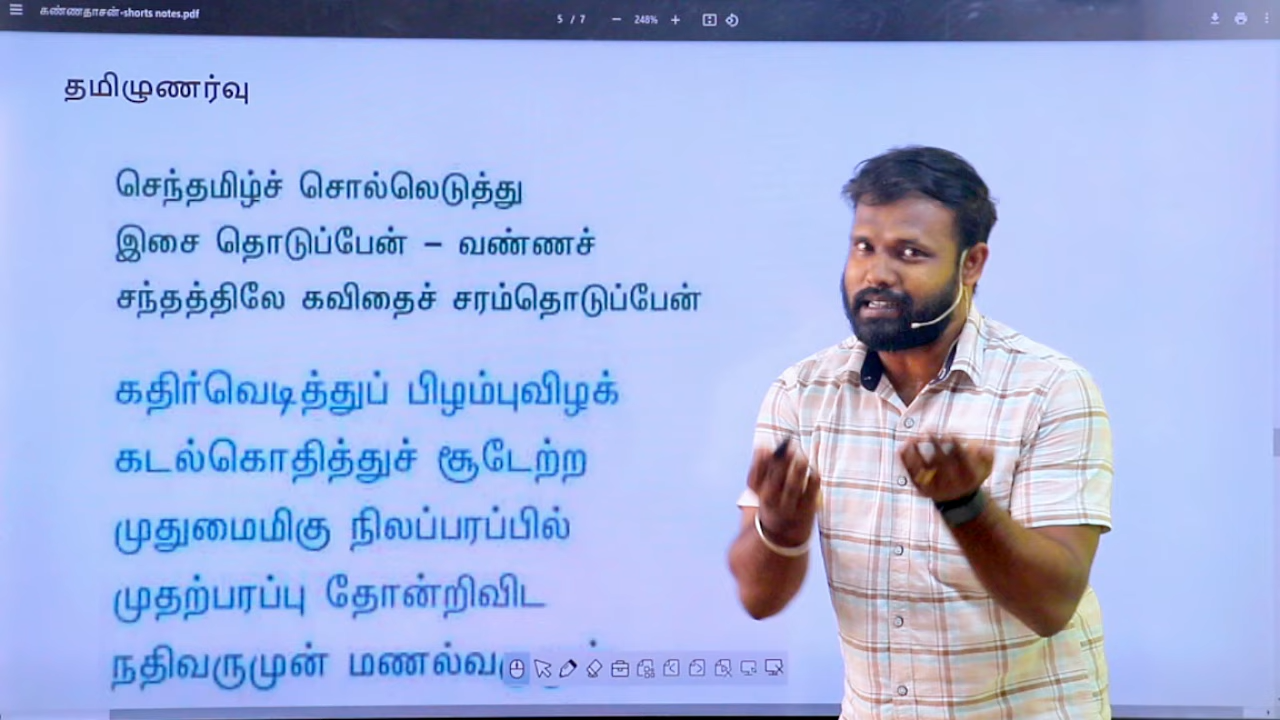 கண்ணதாசன்-shorts notes.pdf
5 / 7
248%
தமிழுணர்வு
செந்தமிழ்ச் சொல்லெடுத்து
இசை தொடுப்பேன் – வண்ணச்
சந்தத்திலே கவிதைச் சரம்தொடுப்பேன்
கதிர்வெடித்துப் பிழம்புவிழக்
கடல்கொதித்துச் சூடேற்ற
முதுமைமிகு நிலப்பரப்பில்
முதற்பரப்பு தோன்றிவிட
நதிவருமுன்